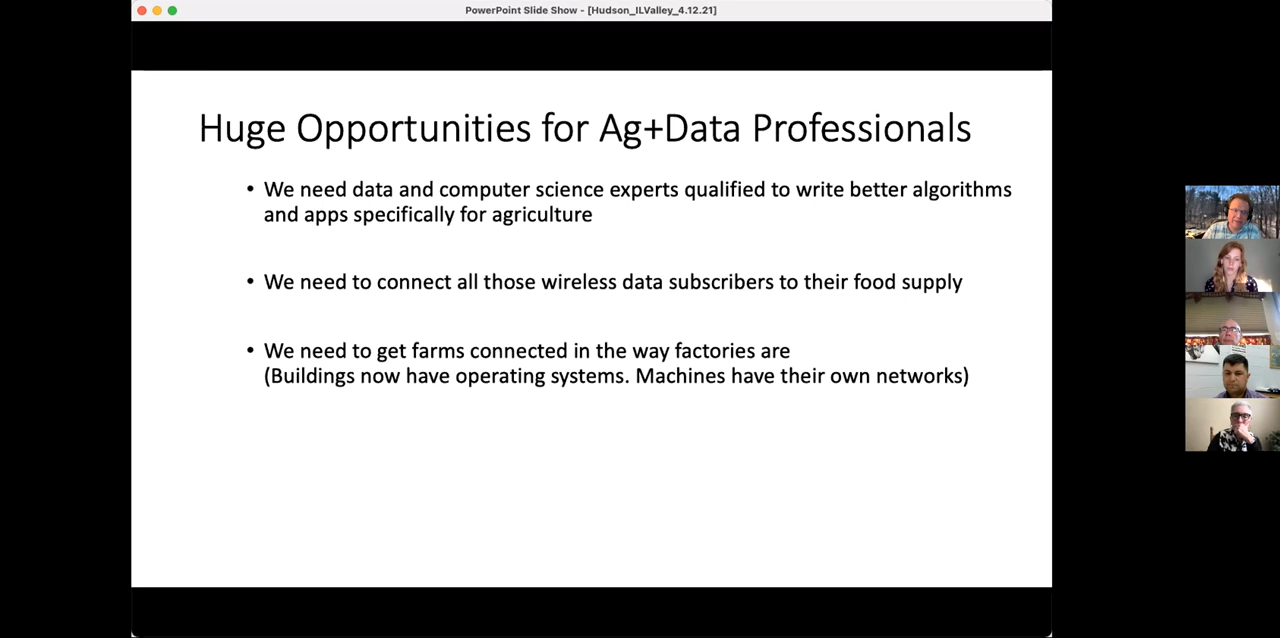 PowerPoint Slide Show - [Hudson_ILValley_4.12.21]
Huge Opportunities for Ag+Data Professionals
• We need data and computer science experts qualified to write better algorithms
and apps specifically for agriculture
• We need to connect all those wireless data subscribers to their food supply
• We need to get farms connected in the way factories are
(Buildings now have operating systems. Machines have their own networks)